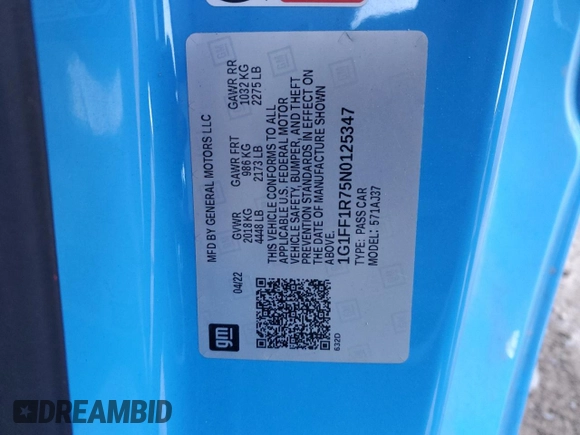 MFD BY GENERAL MOTORS LLC
04/22
GVWR
2018 KG
4448 LB
GAWR FRT
986 KG
2173 LB
GAWR RR
1032 KG
2275 LB
THIS VEHICLE CONFORMS TO ALL
APPLICABLE U.S. FEDERAL MOTOR
VEHICLE SAFETY, BUMPER, AND THEFT
PREVENTION STANDARDS IN EFFECT ON
THE DATE OF MANUFACTURE SHOWN
ABOVE.
1G1FF1R75N0125347
TYPE: PASS CAR
MODEL: 571AJ37
gm
632D
DREAMBID